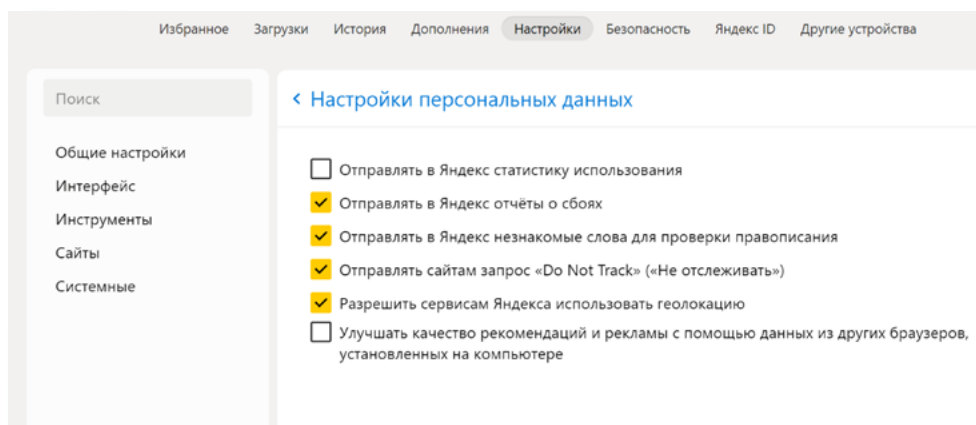 Избранное Загрузки История Дополнения Настройки Безопасность Яндекс ID Другие устройства
Поиск
Общие настройки
Интерфейс
Инструменты
Сайты
Системные
Настройки персональных данных
Отправлять в Яндекс статистику использования
Отправлять в Яндекс отчёты о сбоях
Отправлять в Яндекс незнакомые слова для проверки правописания
Отправлять сайтам запрос «Do Not Track» («Не отслеживать»)
Разрешить сервисам Яндекса использовать геолокацию
Улучшать качество рекомендаций и рекламы с помощью данных из других браузеров,
установленных на компьютере